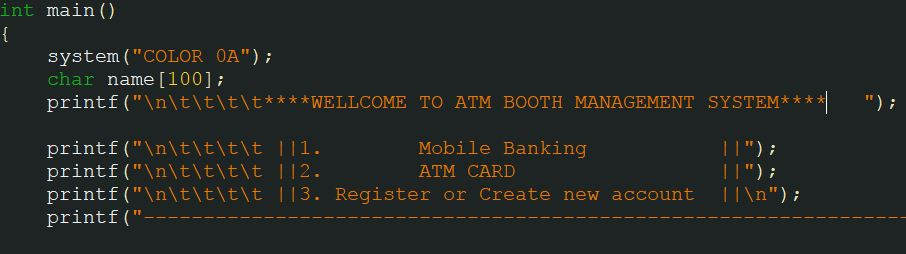 int main()
{
    system("COLOR 0A");
    char name[100];
    printf("\n\t\t\t\t****WELLCOME TO ATM BOOTH MANAGEMENT SYSTEM****   ");
    printf("\n\t\t\t\t ||1.        Mobile Banking           ||");
    printf("\n\t\t\t\t ||2.        ATM CARD                 ||");
    printf("\n\t\t\t\t ||3. Register or Create new account  ||\n");
    printf("----------------------------------------------------------------